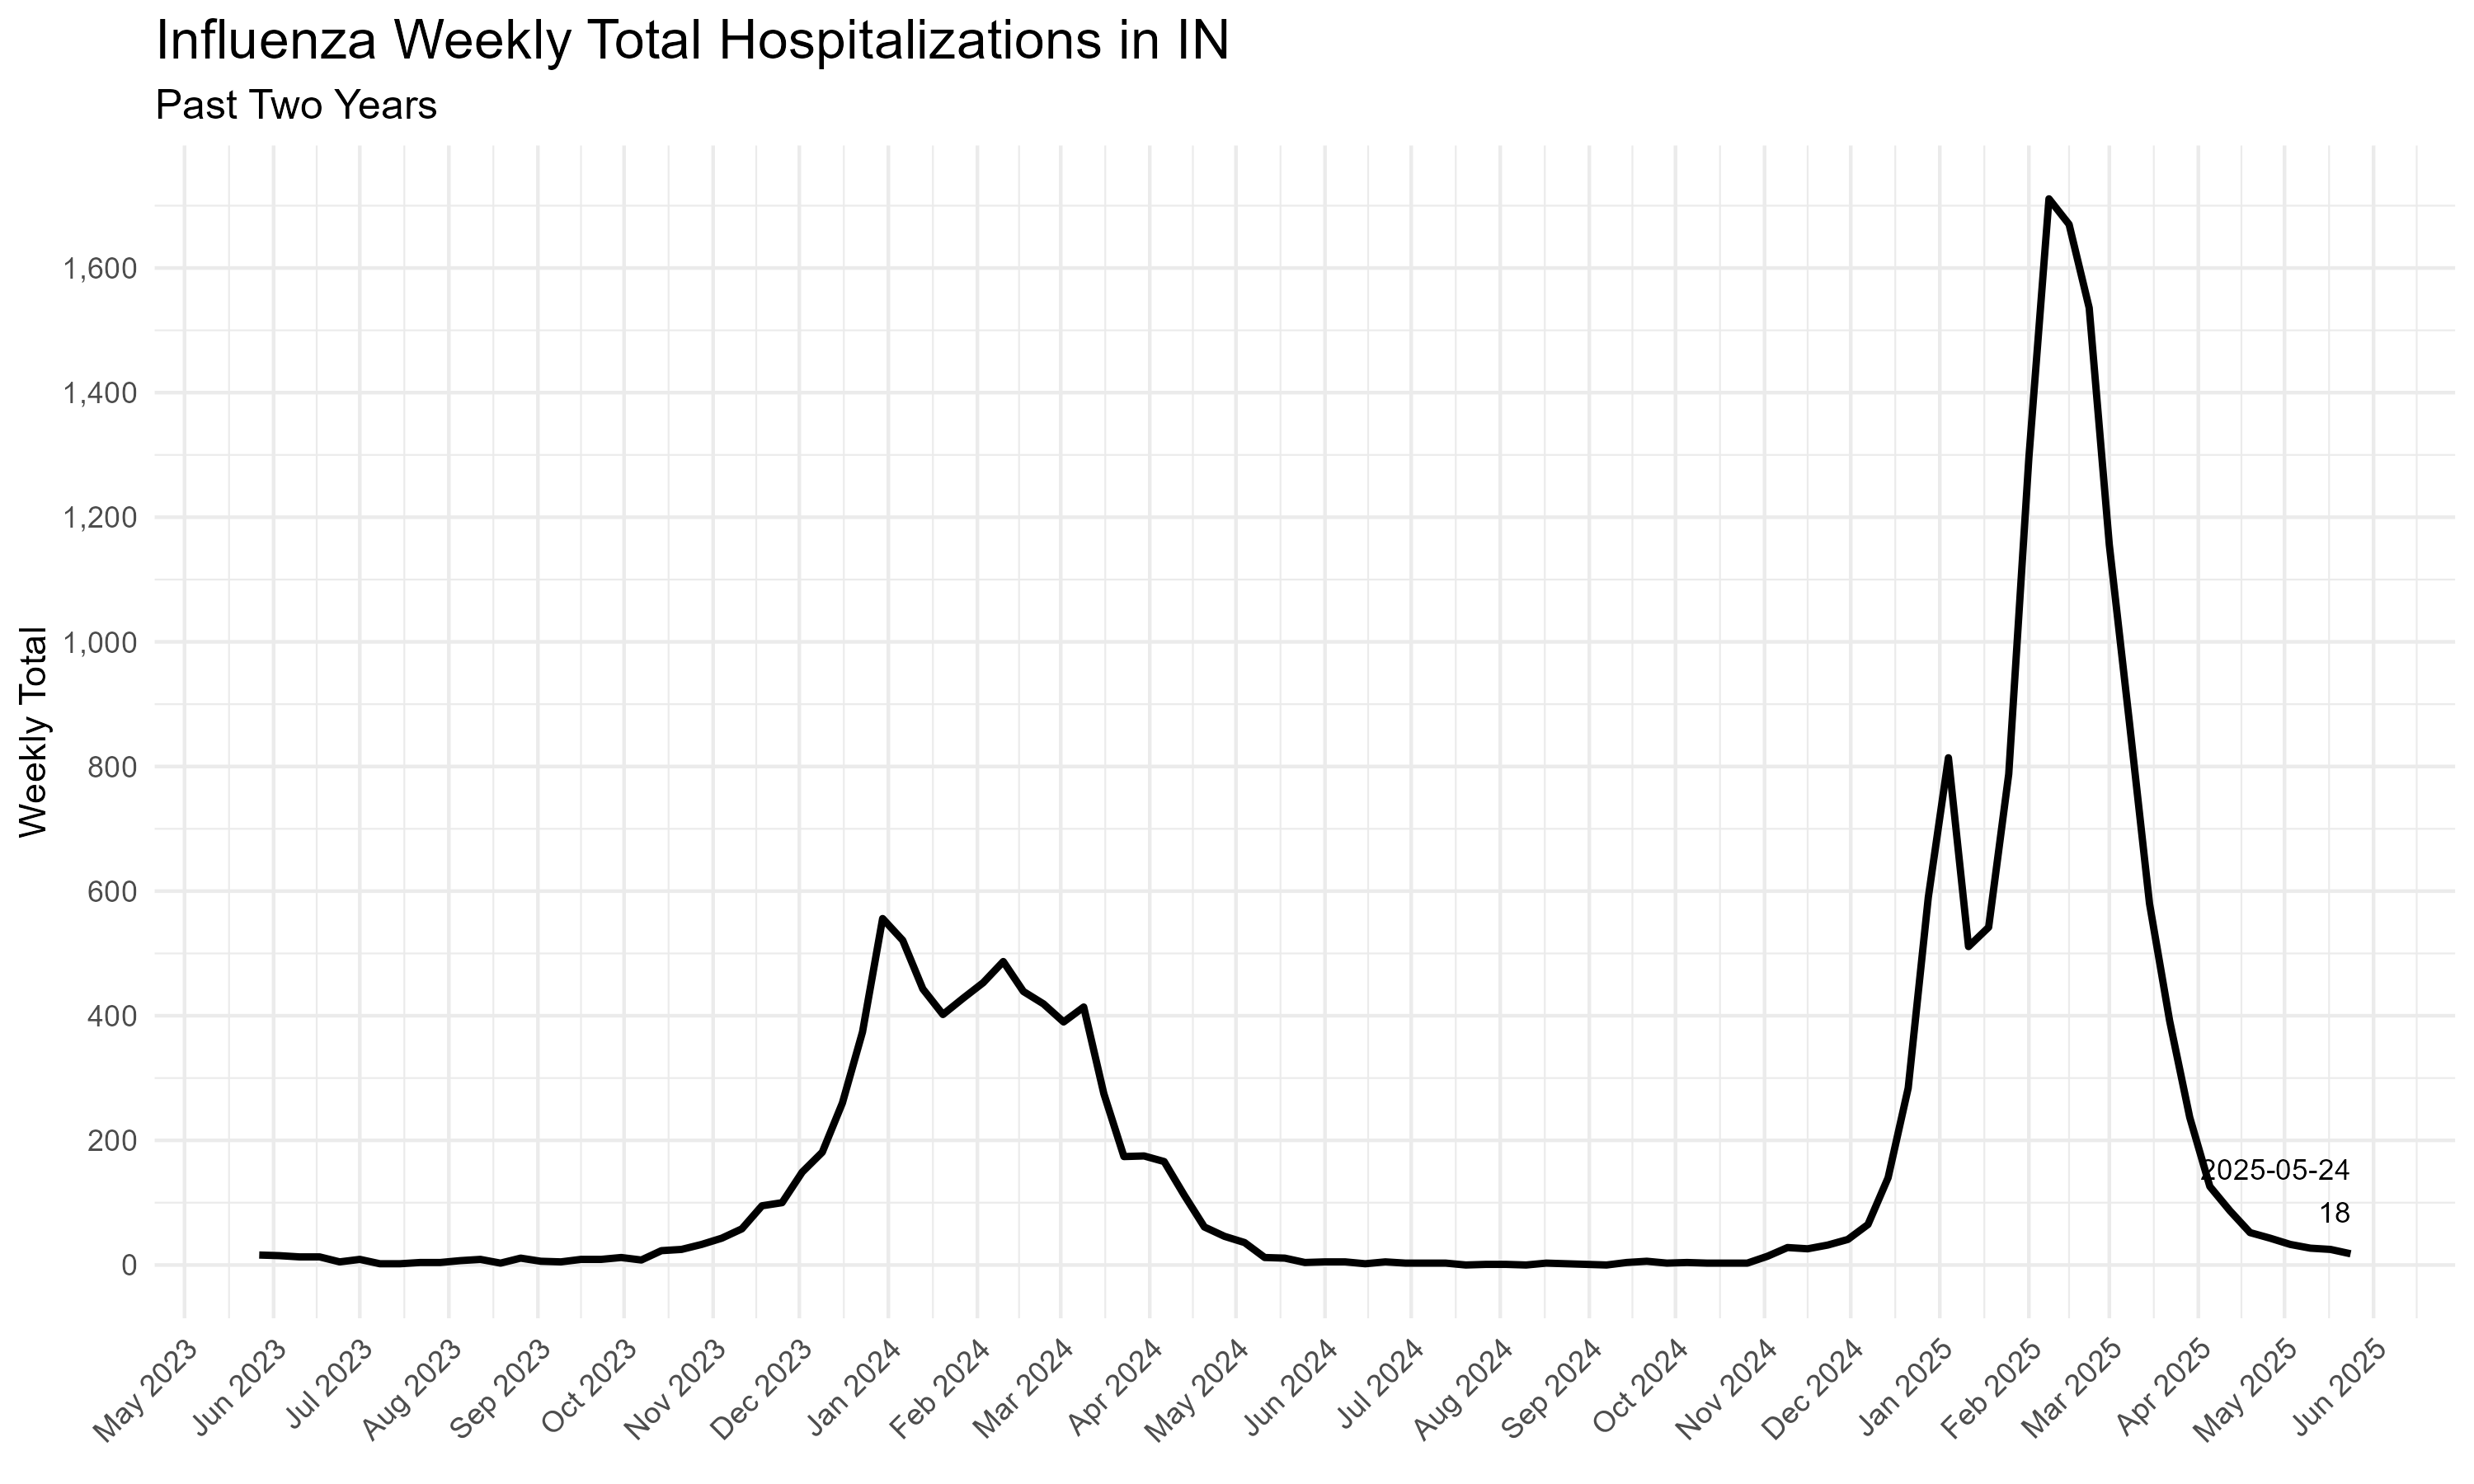 Influenza Weekly Total Hospitalizations in IN
Past Two Years
Weekly Total
1,600
1,400
1,200
1,000
800
600
400
200
0
2025-05-24
18
May 2023
Jun 2023
Jul 2023
Aug 2023
Sep 2023
Oct 2023
Nov 2023
Dec 2023
Jan 2024
Feb 2024
Mar 2024
Apr 2024
May 2024
Jun 2024
Jul 2024
Aug 2024
Sep 2024
Oct 2024
Nov 2024
Dec 2024
Jan 2025
Feb 2025
Mar 2025
Apr 2025
May 2025
Jun 2025